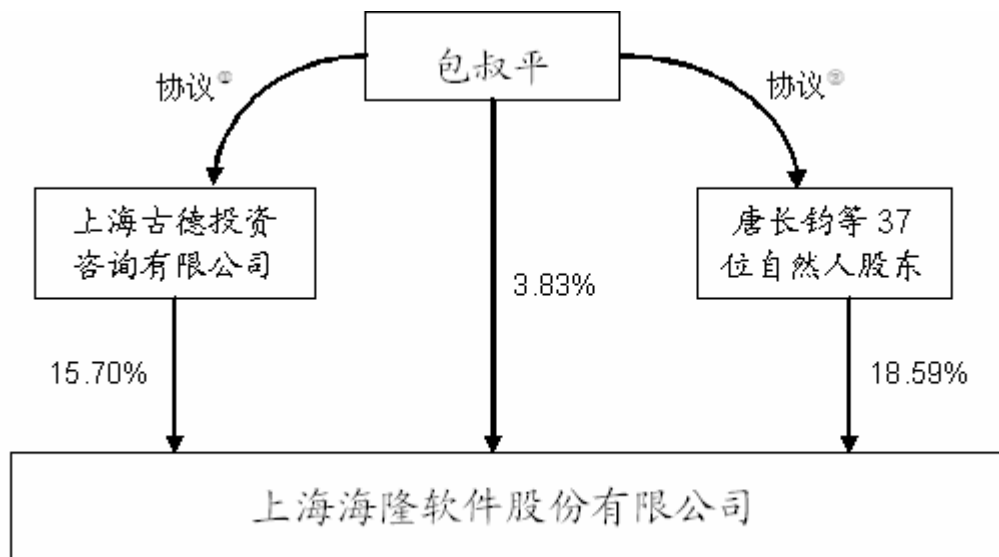 包叔平
协议①
协议②
上海古德投资
咨询有限公司
唐长钧等 37
位自然人股东
3.83%
15.70%
18.59%
上海海隆软件股份有限公司